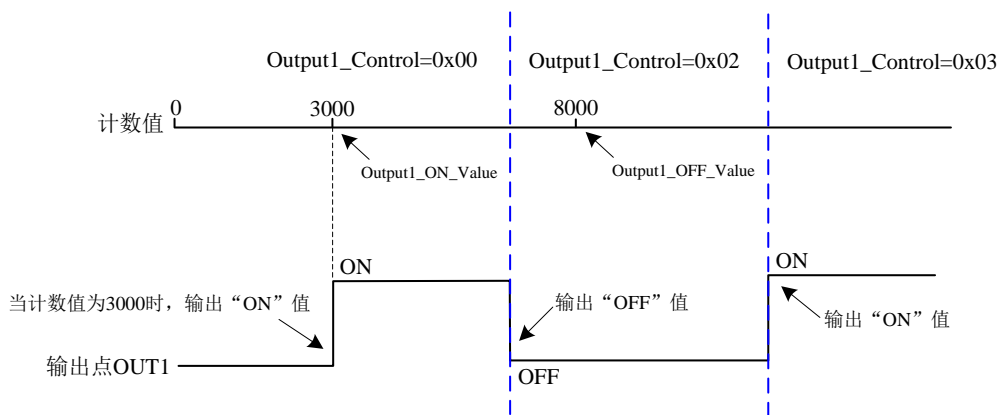 Output1_Control=0x00
Output1_Control=0x02
Output1_Control=0x03
0
3000
8000
计数值
Output1_ON_Value
Output1_OFF_Value
ON
ON
当计数值为3000时，输出“ON”值
输出“OFF”值
输出“ON”值
输出点OUT1
OFF